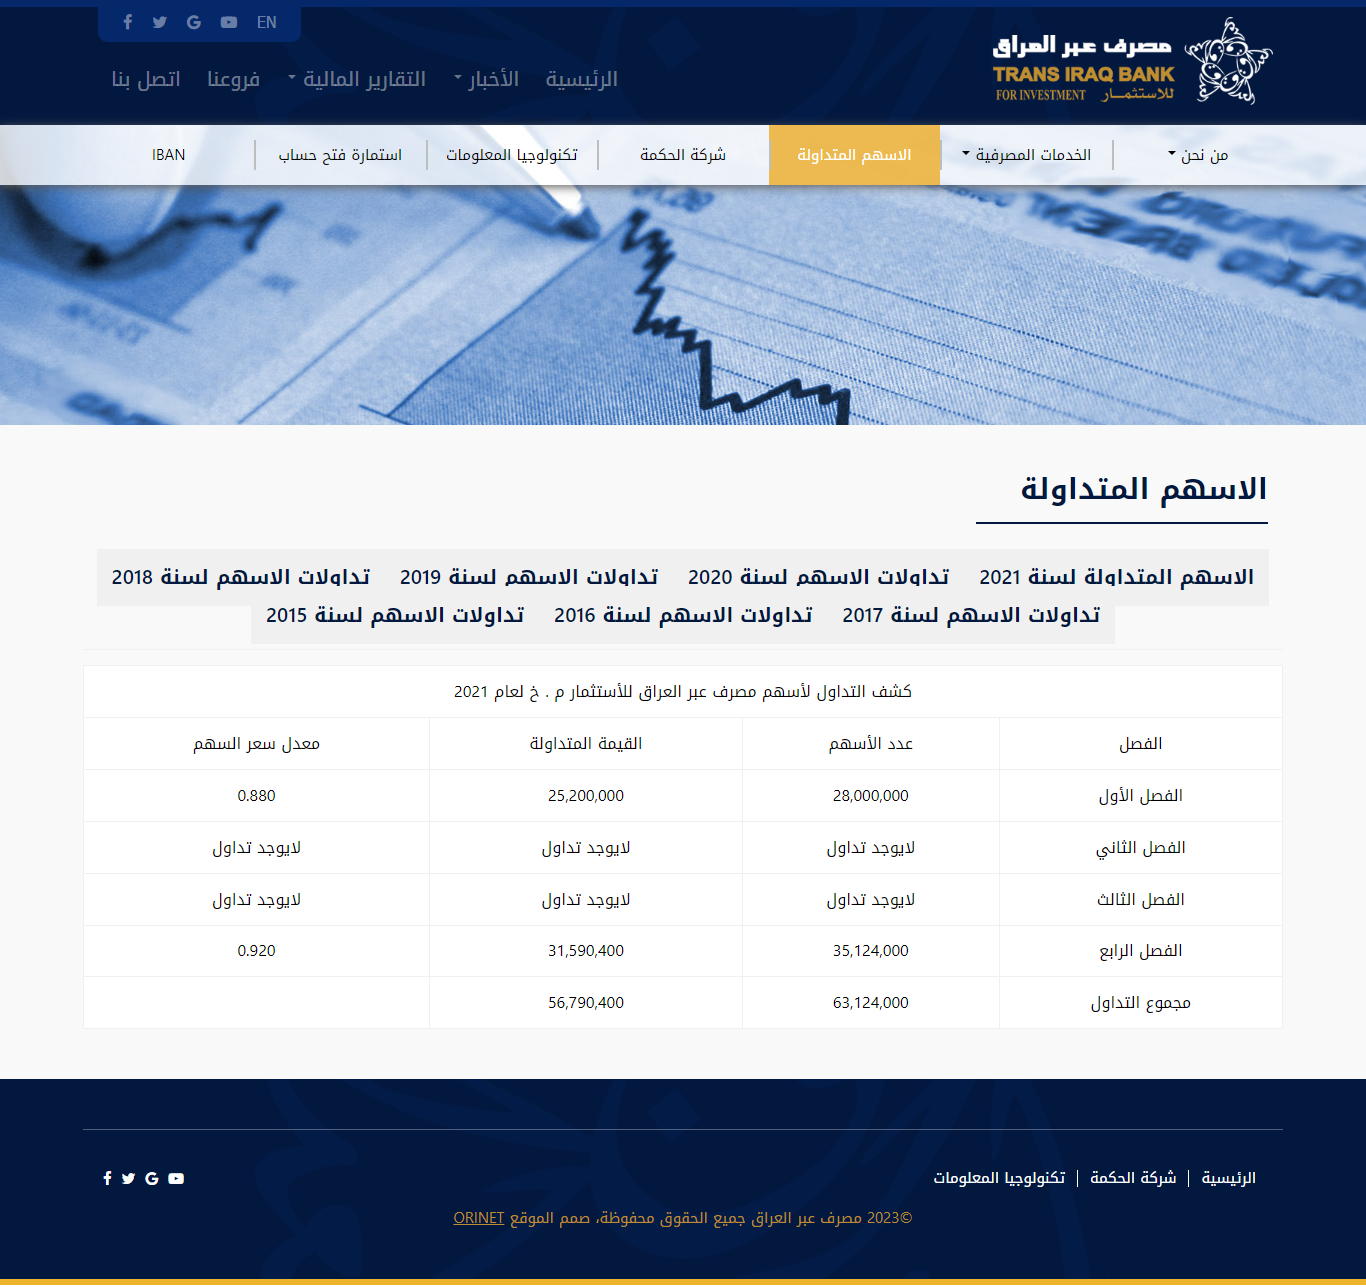 EN
مصرف عبر العراق
TRANS IRAQ BANK
FOR INVESTMENT للاستثمار
الرئيسية الأخبار التقارير المالية فروعنا اتصل بنا
من نحن الخدمات المصرفية الاسهم المتداولة شركة الحكمة تكنولوجيا المعلومات استمارة فتح حساب IBAN
الاسهم المتداولة
الاسهم المتداولة لسنة 2021 تداولات الاسهم لسنة 2020 تداولات الاسهم لسنة 2019 تداولات الاسهم لسنة 2018
تداولات الاسهم لسنة 2017 تداولات الاسهم لسنة 2016 تداولات الاسهم لسنة 2015
كشف التداول لأسهم مصرف عبر العراق للأستثمار م . خ لعام 2021
الفصل عدد الأسهم القيمة المتداولة معدل سعر السهم
الفصل الأول 28,000,000 25,200,000 0.880
الفصل الثاني لايوجد تداول لايوجد تداول لايوجد تداول
الفصل الثالث لايوجد تداول لايوجد تداول لايوجد تداول
الفصل الرابع 35,124,000 31,590,400 0.920
مجموع التداول 63,124,000 56,790,400
الرئيسية شركة الحكمة تكنولوجيا المعلومات
©2023 مصرف عبر العراق جميع الحقوق محفوظة، صمم الموقع ORINET